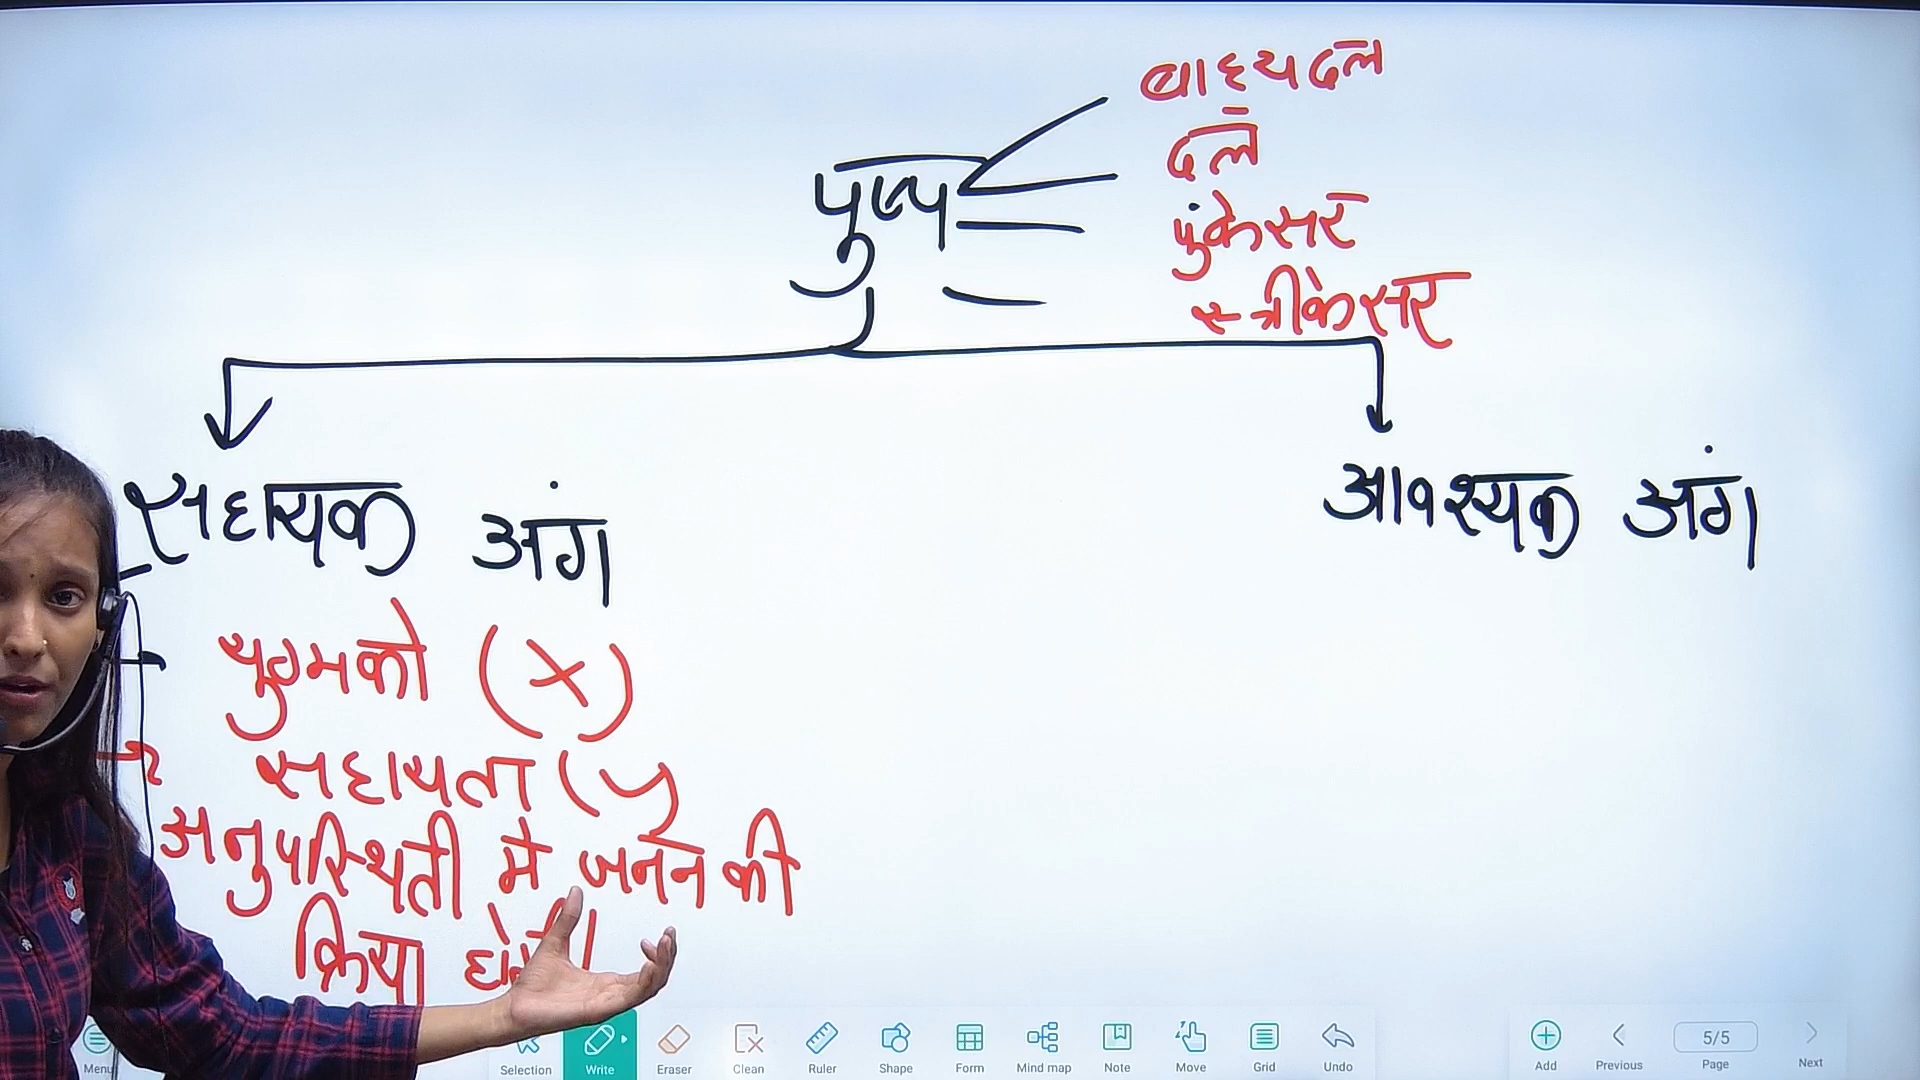 बाह्यदल
दल
पुष्प
पुंकेसर
स्त्रीकेसर
सहायक अंग
आवश्यक अंग
युग्मको (X)
सहायता (
अनुपस्थिती में जनन की
क्रिया
Menu
Selection
Write
Eraser
Clean
Ruler
Shape
Form
Mind map
Note
Move
Grid
Undo
Add
Previous
5/5
Page
Next